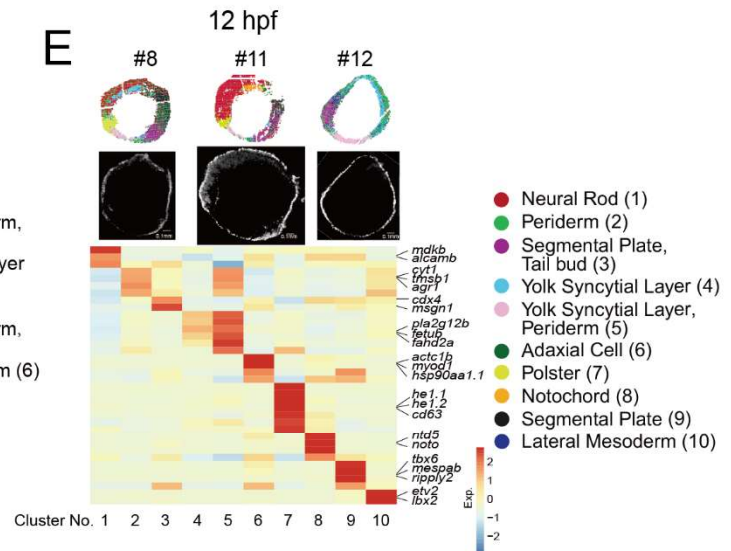 12 hpf
E
#8
#11
#12
rm,
yer
rm,
m (6)
mdkb
alcamb
cyt1
tmsb1
agr1
cdx4
msgn1
pla2g12b
fetub
fahd2a
actc1b
myod1
hsp90aa1.1
he1.1
he1.2
cd63
ntd5
noto
tbx6
mespab
ripply2
etv2
lbx2
Neural Rod (1)
Periderm (2)
Segmental Plate,
Tail bud (3)
Yolk Syncytial Layer (4)
Yolk Syncytial Layer,
Periderm (5)
Adaxial Cell (6)
Polster (7)
Notochord (8)
Segmental Plate (9)
Lateral Mesoderm (10)
Exp.
2
1
0
−1
−2
Cluster No. 1 2 3 4 5 6 7 8 9 10